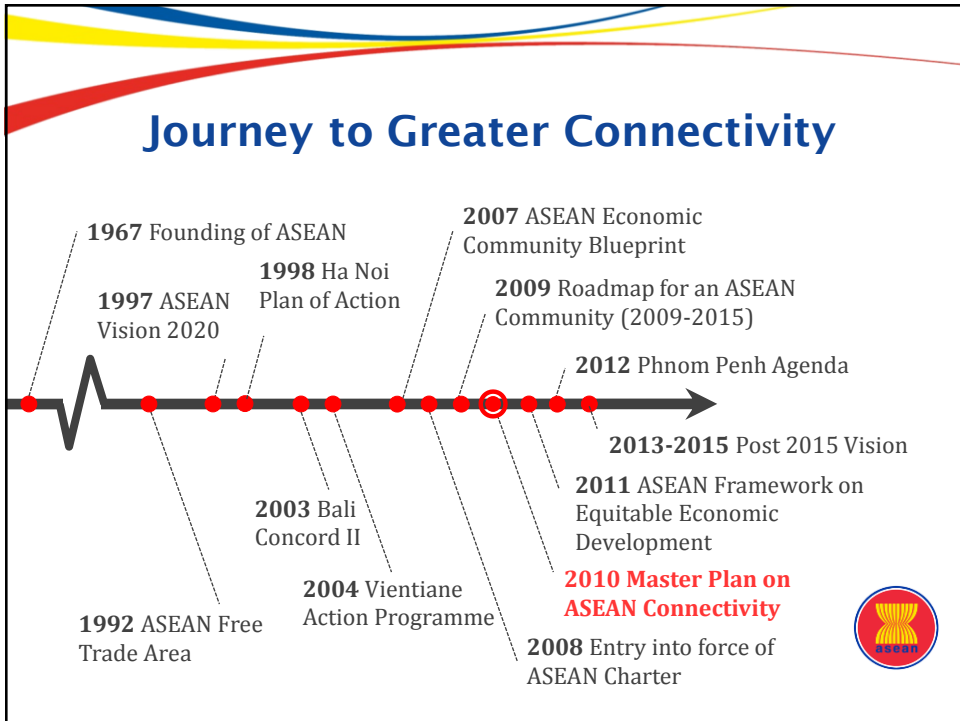 Journey to Greater Connectivity
1967 Founding of ASEAN
1997 ASEAN
Vision 2020
1998 Ha Noi
Plan of Action
2007 ASEAN Economic
Community Blueprint
2009 Roadmap for an ASEAN
Community (2009-2015)
2012 Phnom Penh Agenda
2013-2015 Post 2015 Vision
2011 ASEAN Framework on
Equitable Economic
Development
2010 Master Plan on
ASEAN Connectivity
2008 Entry into force of
ASEAN Charter
2003 Bali
Concord II
2004 Vientiane
Action Programme
1992 ASEAN Free
Trade Area
asean